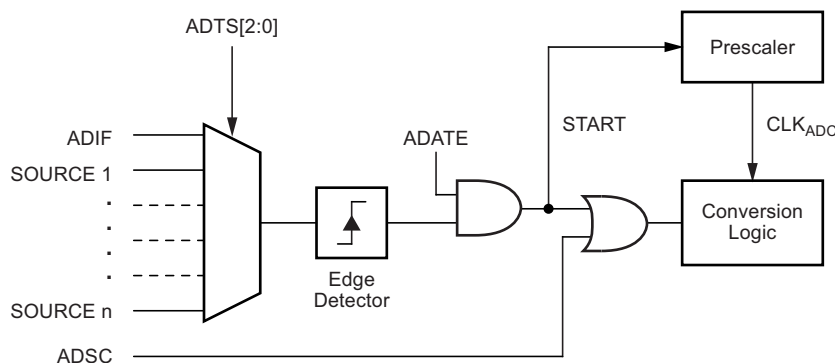 ADTS[2:0]
Prescaler
START
CLKADC
ADIF
SOURCE 1
.
.
.
.
SOURCE n
ADSC
ADATE
Edge
Detector
Conversion
Logic